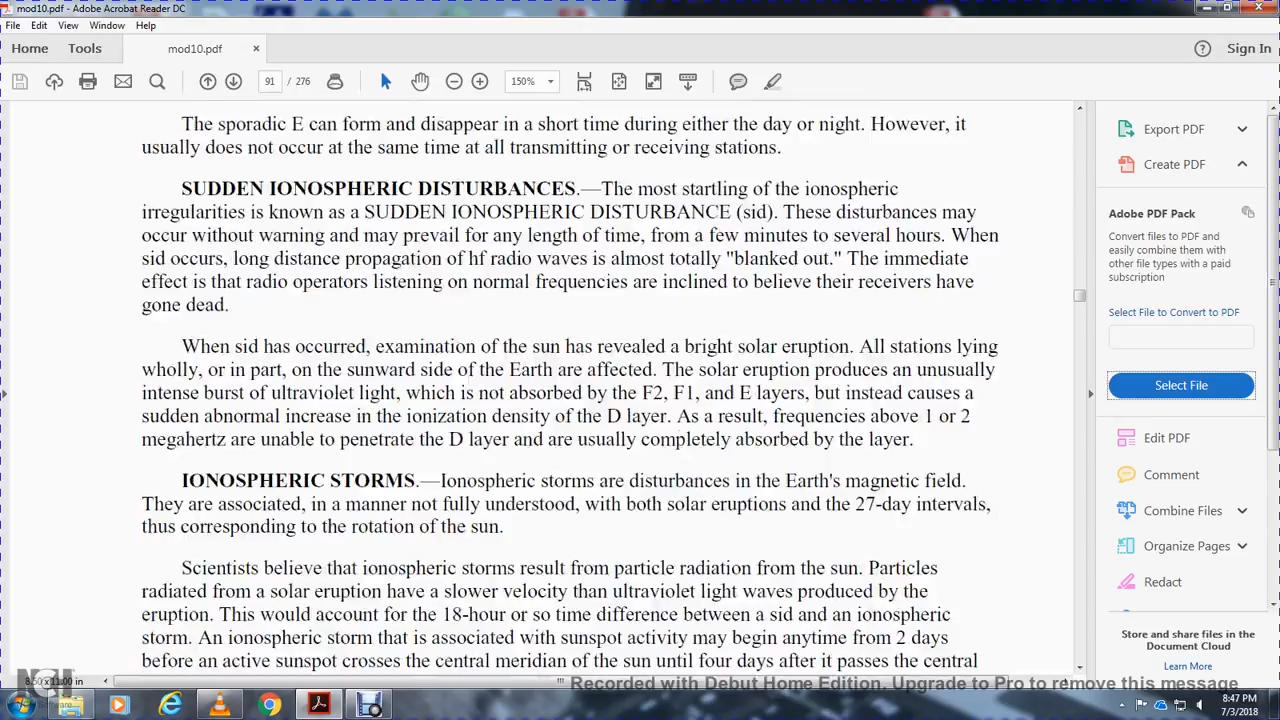 mod10.pdf - Adobe Acrobat Reader DC
File Edit View Window Help
Home Tools mod10.pdf × Sign In
91 / 276 150%
The sporadic E can form and disappear in a short time during either the day or night. However, it
usually does not occur at the same time at all transmitting or receiving stations.
SUDDEN IONOSPHERIC DISTURBANCES.—The most startling of the ionospheric
irregularities is known as a SUDDEN IONOSPHERIC DISTURBANCE (sid). These disturbances may
occur without warning and may prevail for any length of time, from a few minutes to several hours. When
sid occurs, long distance propagation of hf radio waves is almost totally "blanked out." The immediate
effect is that radio operators listening on normal frequencies are inclined to believe their receivers have
gone dead.
When sid has occurred, examination of the sun has revealed a bright solar eruption. All stations lying
wholly, or in part, on the sunward side of the Earth are affected. The solar eruption produces an unusually
intense burst of ultraviolet light, which is not absorbed by the F2, F1, and E layers, but instead causes a
sudden abnormal increase in the ionization density of the D layer. As a result, frequencies above 1 or 2
megahertz are unable to penetrate the D layer and are usually completely absorbed by the layer.
IONOSPHERIC STORMS.—Ionospheric storms are disturbances in the Earth's magnetic field.
They are associated, in a manner not fully understood, with both solar eruptions and the 27-day intervals,
thus corresponding to the rotation of the sun.
Scientists believe that ionospheric storms result from particle radiation from the sun. Particles
radiated from a solar eruption have a slower velocity than ultraviolet light waves produced by the
eruption. This would account for the 18-hour or so time difference between a sid and an ionospheric
storm. An ionospheric storm that is associated with sunspot activity may begin anytime from 2 days
before an active sunspot crosses the central meridian of the sun until four days after it passes the central
8.50 x 11.00 in
Export PDF
Create PDF
Adobe PDF Pack
Convert files to PDF and
easily combine them with
other file types with a paid
subscription
Select File to Convert to PDF
Select File
Edit PDF
Comment
Combine Files
Organize Pages
Redact
Store and share files in the
Document Cloud
Learn More
Recorded with Debut Home Edition. Upgrade to Pro to remove this message
8:47 PM
7/3/2018